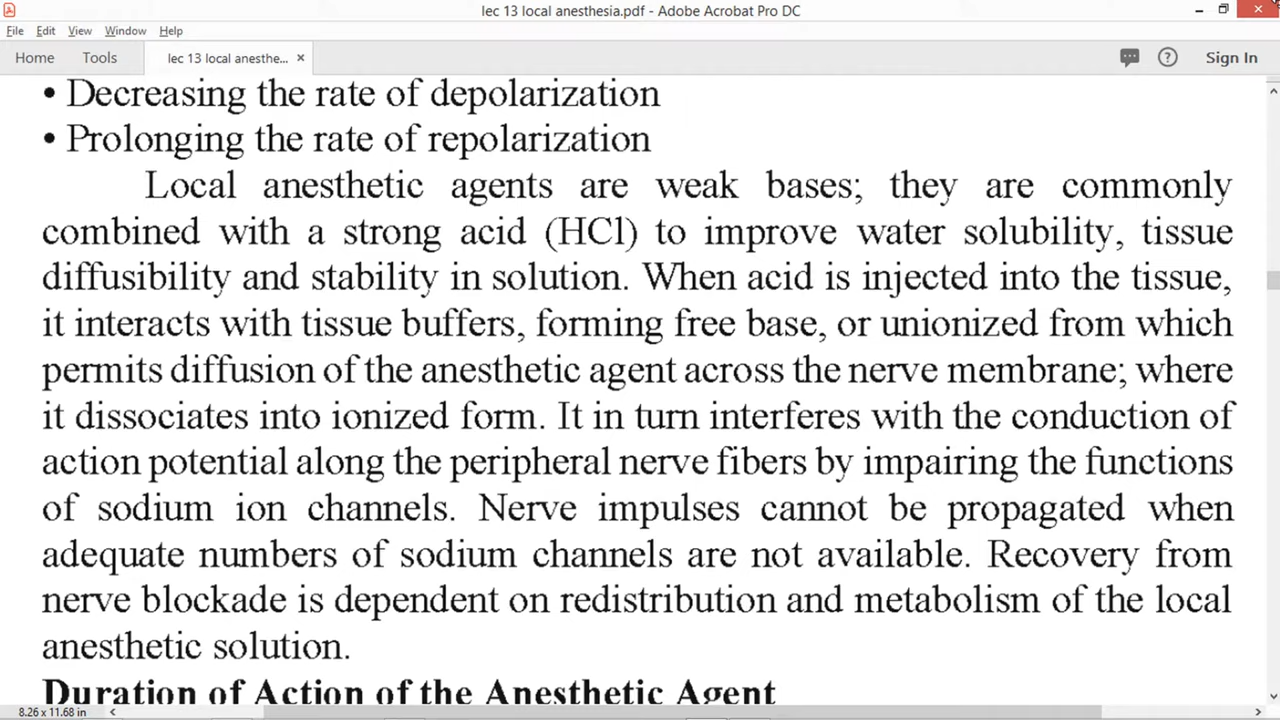 lec 13 local anesthesia.pdf - Adobe Acrobat Pro DC
File Edit View Window Help
Home Tools lec 13 local anesthe... × Sign In
• Decreasing the rate of depolarization
• Prolonging the rate of repolarization
Local anesthetic agents are weak bases; they are commonly
combined with a strong acid (HCl) to improve water solubility, tissue
diffusibility and stability in solution. When acid is injected into the tissue,
it interacts with tissue buffers, forming free base, or unionized from which
permits diffusion of the anesthetic agent across the nerve membrane; where
it dissociates into ionized form. It in turn interferes with the conduction of
action potential along the peripheral nerve fibers by impairing the functions
of sodium ion channels. Nerve impulses cannot be propagated when
adequate numbers of sodium channels are not available. Recovery from
nerve blockade is dependent on redistribution and metabolism of the local
anesthetic solution.
Duration of Action of the Anesthetic Agent
8.26 x 11.68 in